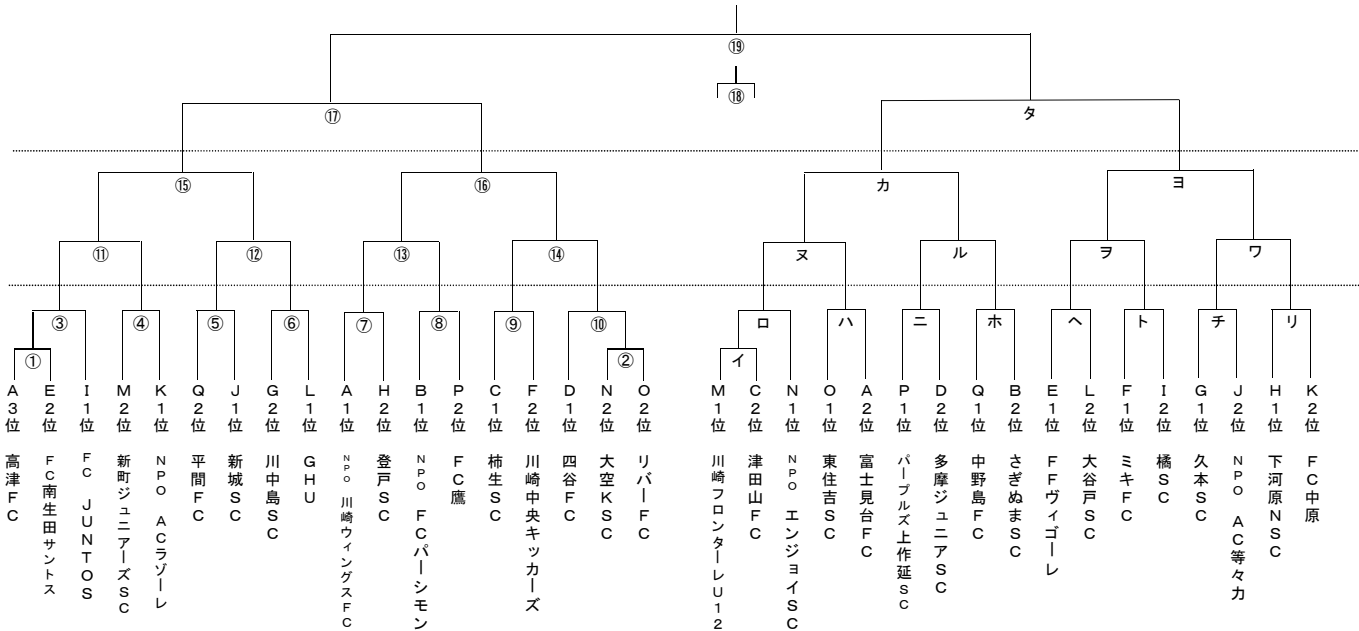 ⑲
⑱
⑰
タ
⑮
⑯
カ
ヨ
⑪
⑫
⑬
⑭
ヌ
ル
ヲ
ワ
③
④
⑤
⑥
⑦
⑧
⑨
⑩
ロ
ハ
ニ
ホ
ヘ
ト
チ
リ
①
②
イ
A3位 高津FC
E2位 FC南生田サントス
I1位 FC JUNTOS
M2位 新町ジュニアーズSC
K1位 NPO ACラゾーレ
Q2位 平間FC
J1位 新城SC
G2位 川中島SC
L1位 GHU
A1位 NPO 川崎ウィングスFC
H2位 登戸SC
B1位 NPO FCパーシモン
P2位 FC鷹
C1位 柿生SC
F2位 川崎中央キッカーズ
D1位 四谷FC
N2位 大空KSC
O2位 リバーFC
M1位 川崎フロンターレU12
C2位 津田山FC
N1位 NPO エンジョイSC
O1位 東住吉SC
A2位 富士見台FC
P1位 パープルズ上作延SC
D2位 多摩ジュニアSC
Q1位 中野島FC
B2位 さぎぬまSC
E1位 FFヴィゴーレ
L2位 大谷戸SC
F1位 ミキFC
I2位 橘SC
G1位 久本SC
J2位 NPO AC等々力
H1位 下河原NSC
K2位 FC中原